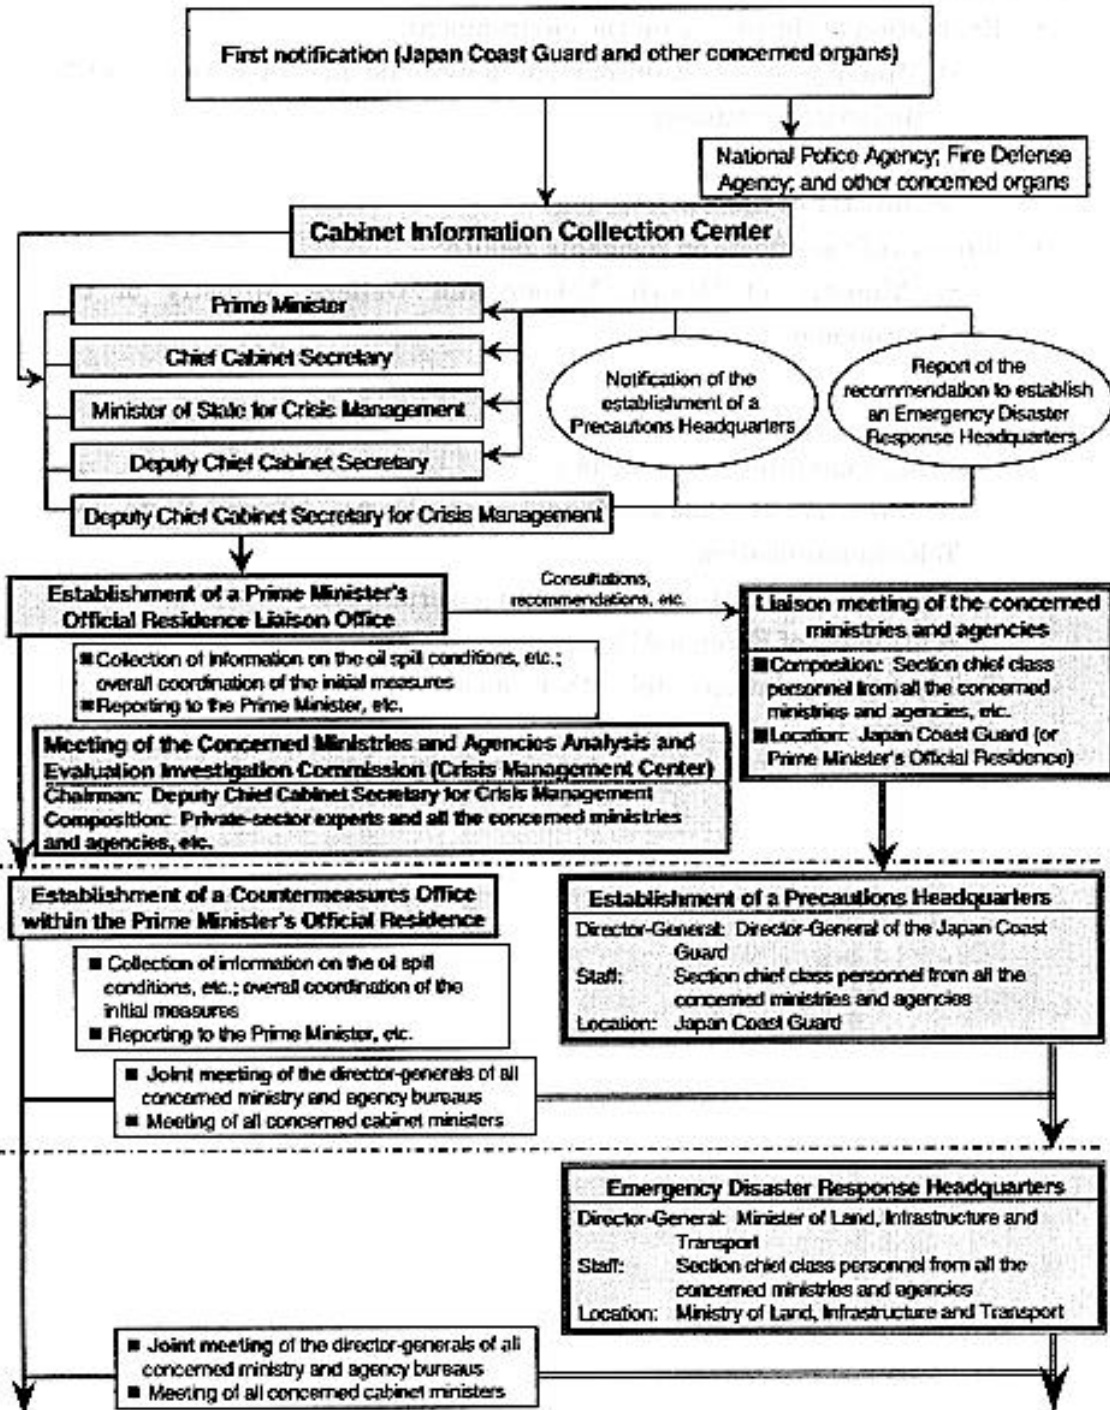 First notification (Japan Coast Guard and other concerned organs)
National Police Agency; Fire Defense
Agency; and other concerned organs
Cabinet Information Collection Center
Prime Minister
Chief Cabinet Secretary
Minister of State for Crisis Management
Deputy Chief Cabinet Secretary
Deputy Chief Cabinet Secretary for Crisis Management
Notification of the
establishment of a
Precautions Headquarters
Report of the
recommendation to establish
an Emergency Disaster
Response Headquarters
Establishment of a Prime Minister's
Official Residence Liaison Office
Consultations,
recommendations, etc.
■ Collection of information on the oil spill conditions, etc.;
overall coordination of the initial measures
■ Reporting to the Prime Minister, etc.
Liaison meeting of the concerned
ministries and agencies
■ Composition: Section chief class
personnel from all the concerned
ministries and agencies, etc.
■ Location: Japan Coast Guard (or
Prime Minister's Official Residence)
Meeting of the Concerned Ministries and Agencies Analysis and
Evaluation Investigation Commission (Crisis Management Center)
Chairman: Deputy Chief Cabinet Secretary for Crisis Management
Composition: Private-sector experts and all the concerned ministries
and agencies, etc.
Establishment of a Countermeasures Office
within the Prime Minister's Official Residence
■ Collection of information on the oil spill
conditions, etc.; overall coordination of the
initial measures
■ Reporting to the Prime Minister, etc.
Establishment of a Precautions Headquarters
Director-General: Director-General of the Japan Coast
Guard
Staff: Section chief class personnel from all the
concerned ministries and agencies
Location: Japan Coast Guard
■ Joint meeting of the director-generals of all
concerned ministry and agency bureaus
■ Meeting of all concerned cabinet ministers
Emergency Disaster Response Headquarters
Director-General: Minister of Land, Infrastructure and
Transport
Staff: Section chief class personnel from all the
concerned ministries and agencies
Location: Ministry of Land, Infrastructure and Transport
■ Joint meeting of the director-generals of all
concerned ministry and agency bureaus
■ Meeting of all concerned cabinet ministers